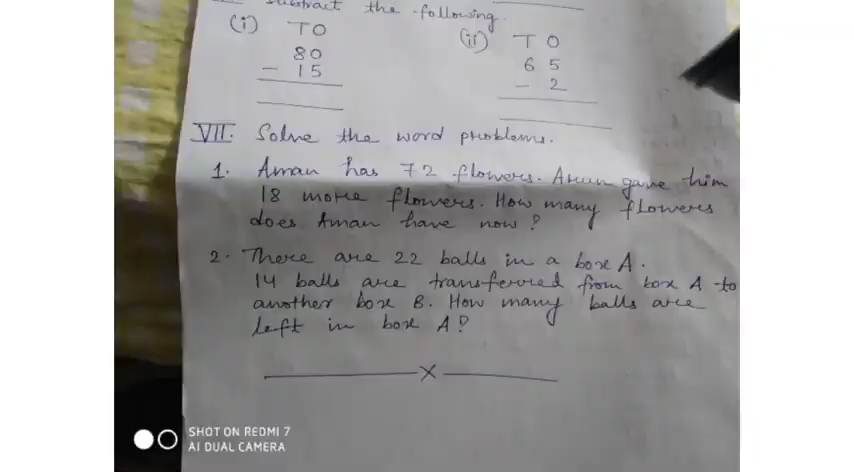 Subtract the following.
(i) T O
80
- 15
(ii) T O
6 5
- 2
VII. Solve the word problems.
1. Aman has 72 flowers. Arun gave him
18 more flowers. How many flowers
does Aman have now?
2. There are 22 balls in a box A.
14 balls are transferred from box A to
another box B. How many balls are
left in box A?
X
SHOT ON REDMI 7
AI DUAL CAMERA